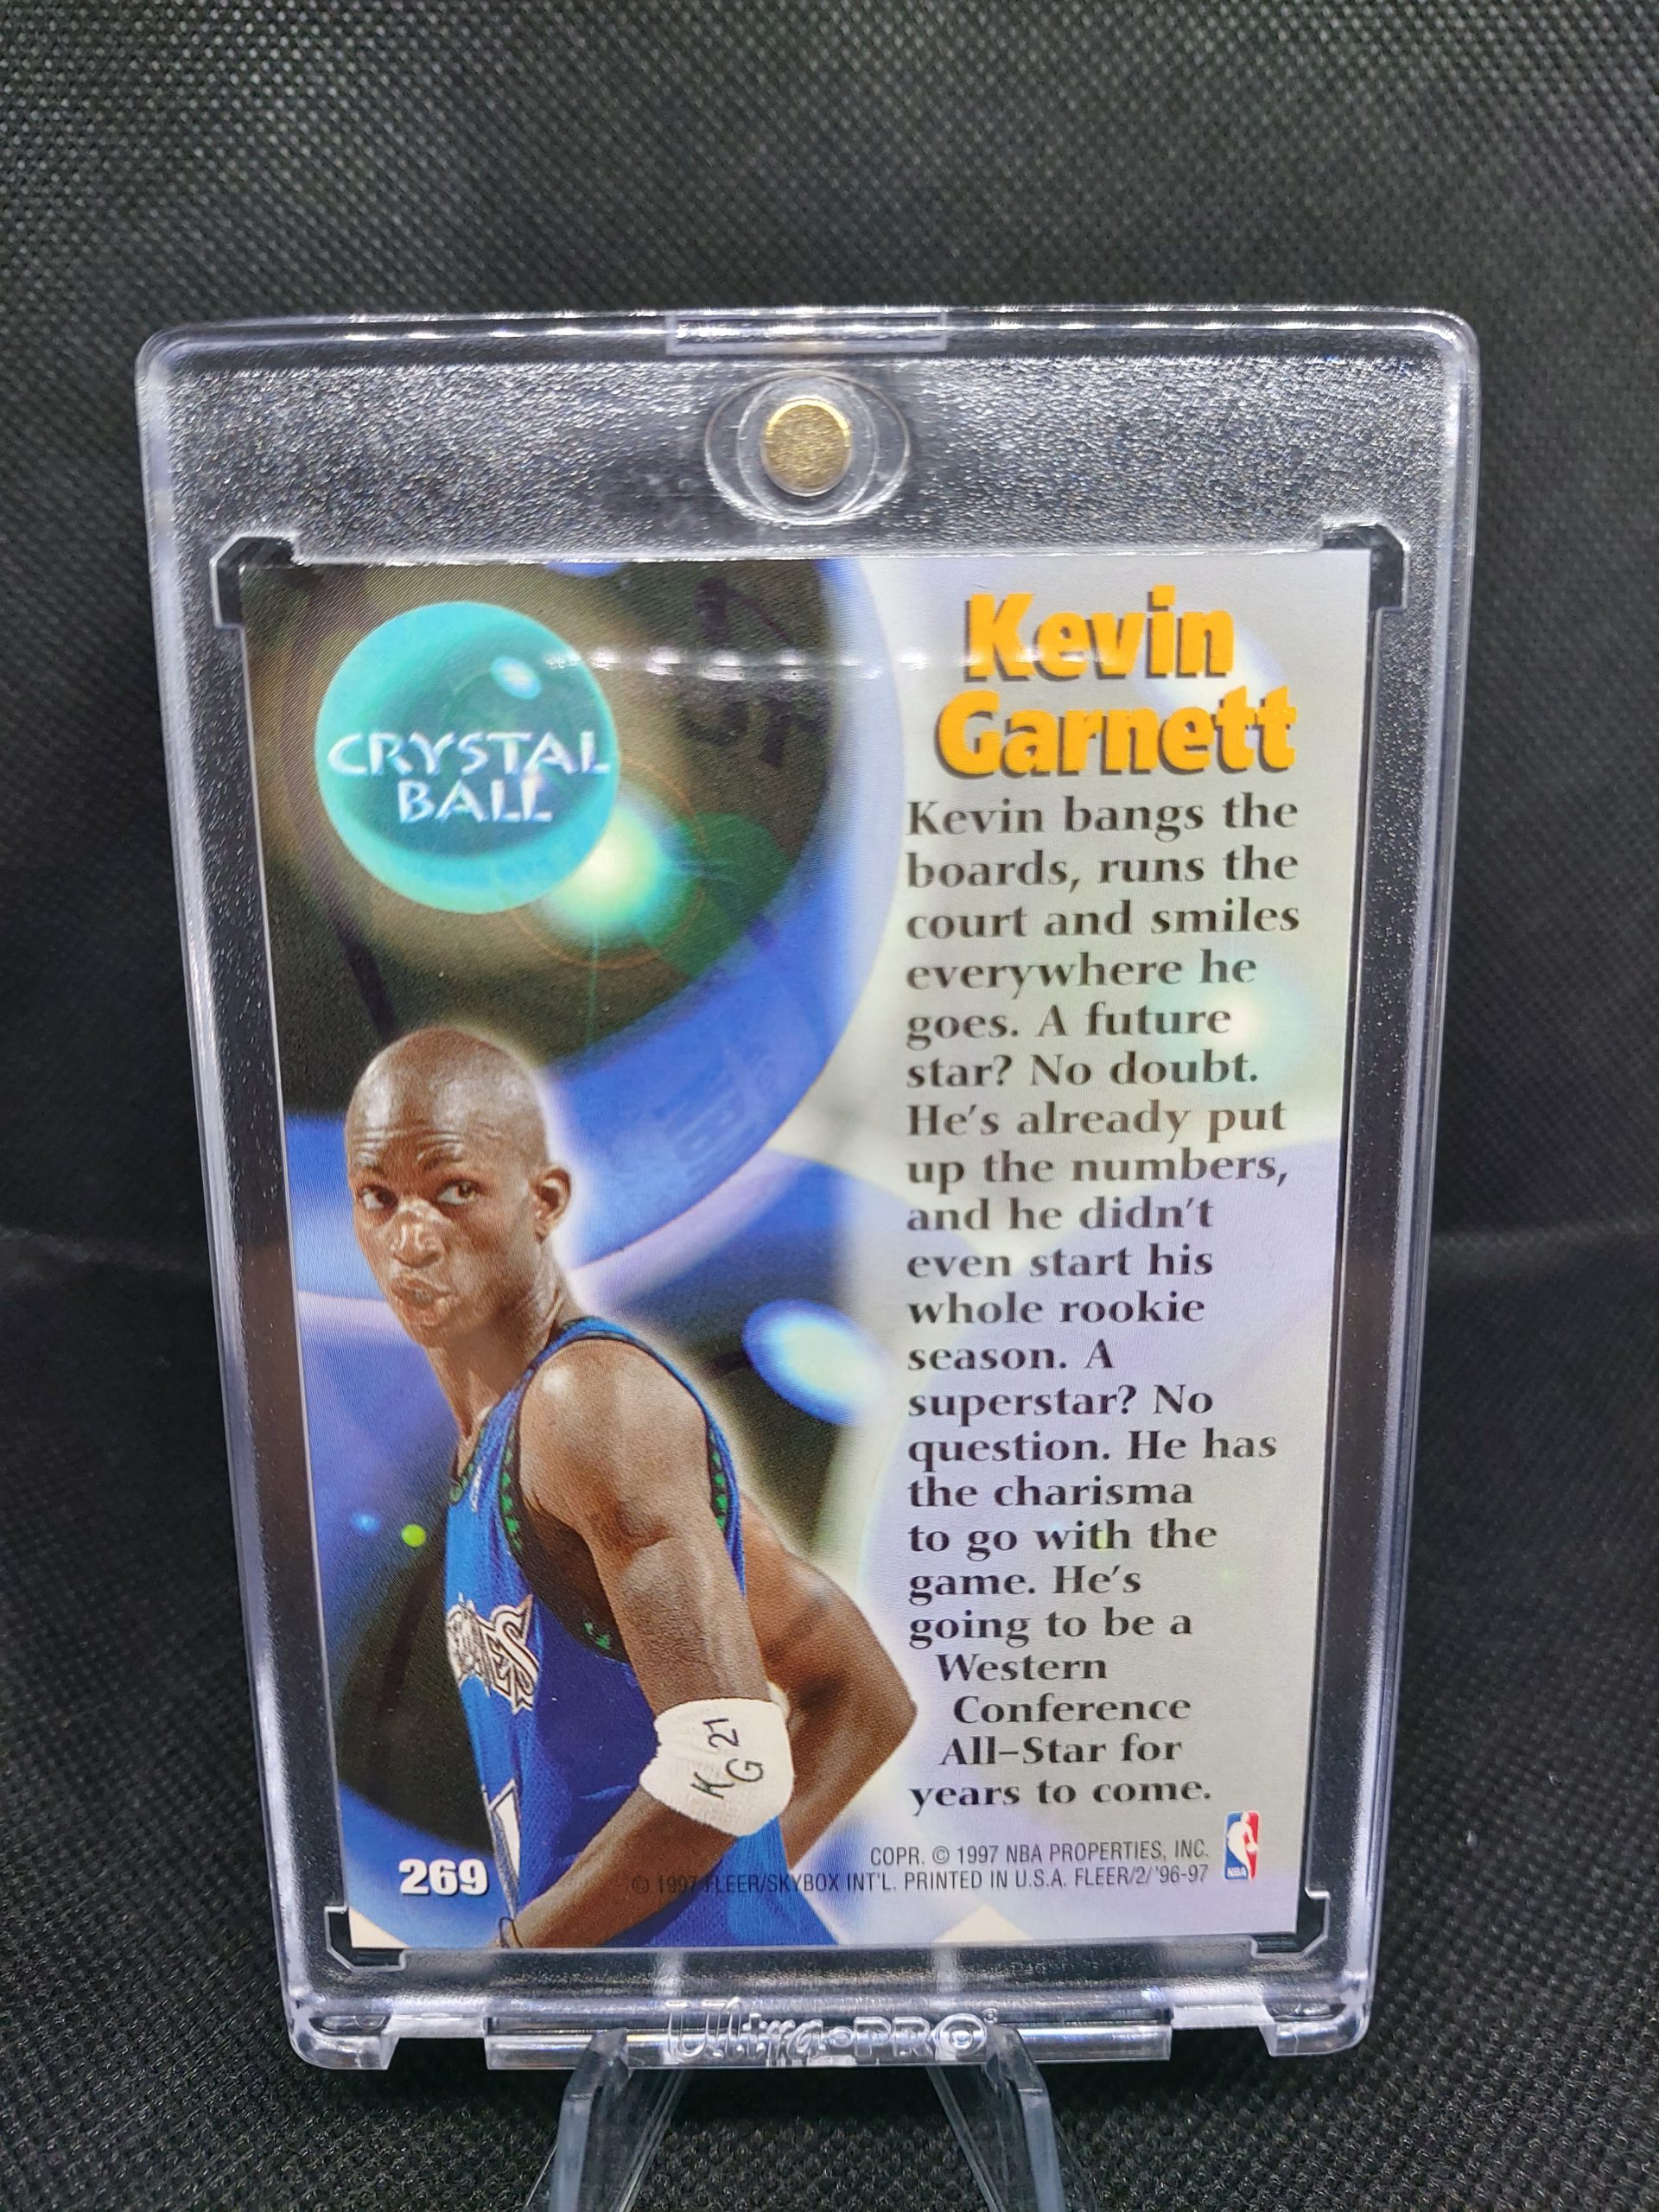 CRYSTAL
BALL
Kevin
Garnett
Kevin bangs the
boards, runs the
court and smiles
everywhere he
goes. A future
star? No doubt.
He's already put
up the numbers,
and he didn't
even start his
whole rookie
season. A
superstar? No
question. He has
the charisma
to go with the
game. He's
going to be a
Western
Conference
All-Star for
years to come.
KG 21
269
COPR. © 1997 NBA PROPERTIES, INC.
© 1997 FLEER/SKYBOX INT'L. PRINTED IN U.S.A. FLEER/2/'96-97
NBA
Ultra•PRO®